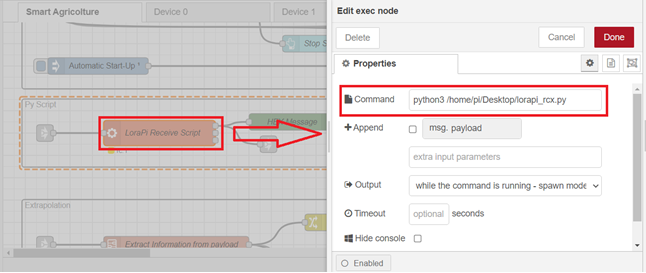 Smart Agricolture
Device 0
Device 1
Stop S
Automatic Start-Up
Py Script
LoraPi Receive Script
Message
Extrapolation
Extract Information from payload
Edit exec node
Delete
Cancel
Done
Properties
Command
python3 /home/pi/Desktop/lorapi_rcx.py
+Append
msg. payload
extra input parameters
Output
while the command is running - spawn mode
Timeout
optional
seconds
Hide console
Enabled